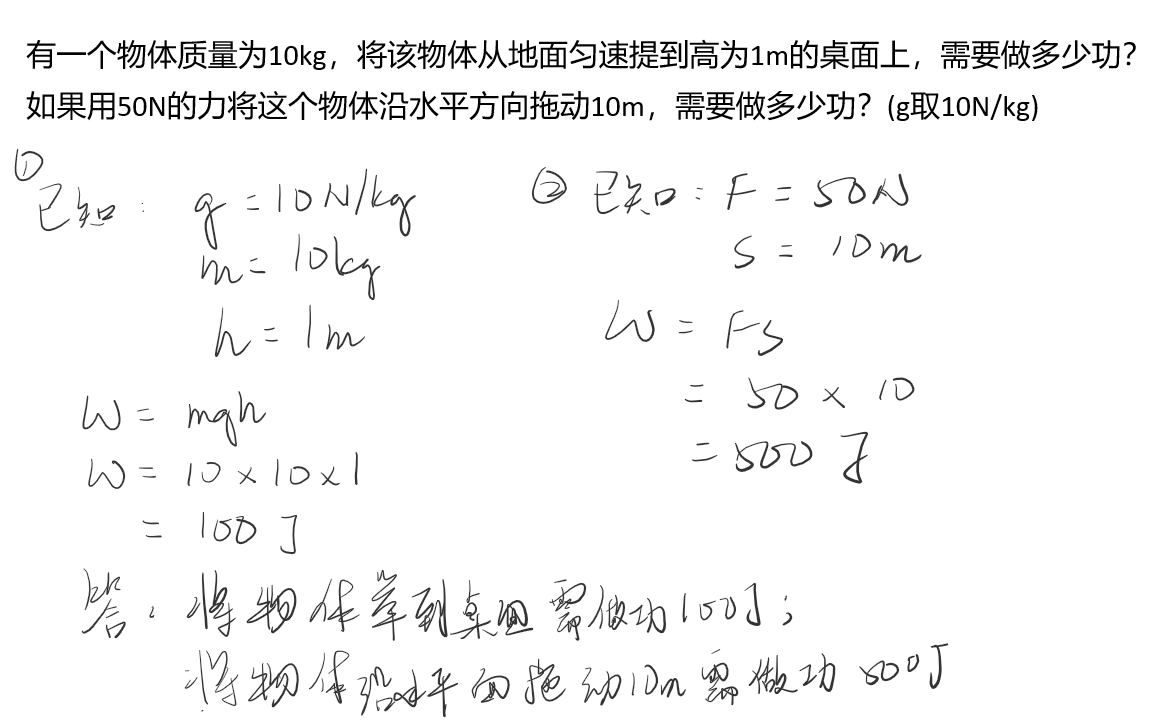 有一个物体质量为10kg，将该物体从地面匀速提到高为1m的桌面上，需要做多少功？
如果用50N的力将这个物体沿水平方向拖动10m，需要做多少功？(g取10N/kg)
①
已知: g=10N/kg
m=10kg
h=1m
W=mgh
W=10×10×1
=100J
② 已知: F=50N
S=10m
W=FS
=50×10
=500J
答: 将物体举到桌面需做功100J;
将物体沿水平面拖动10m需做功500J